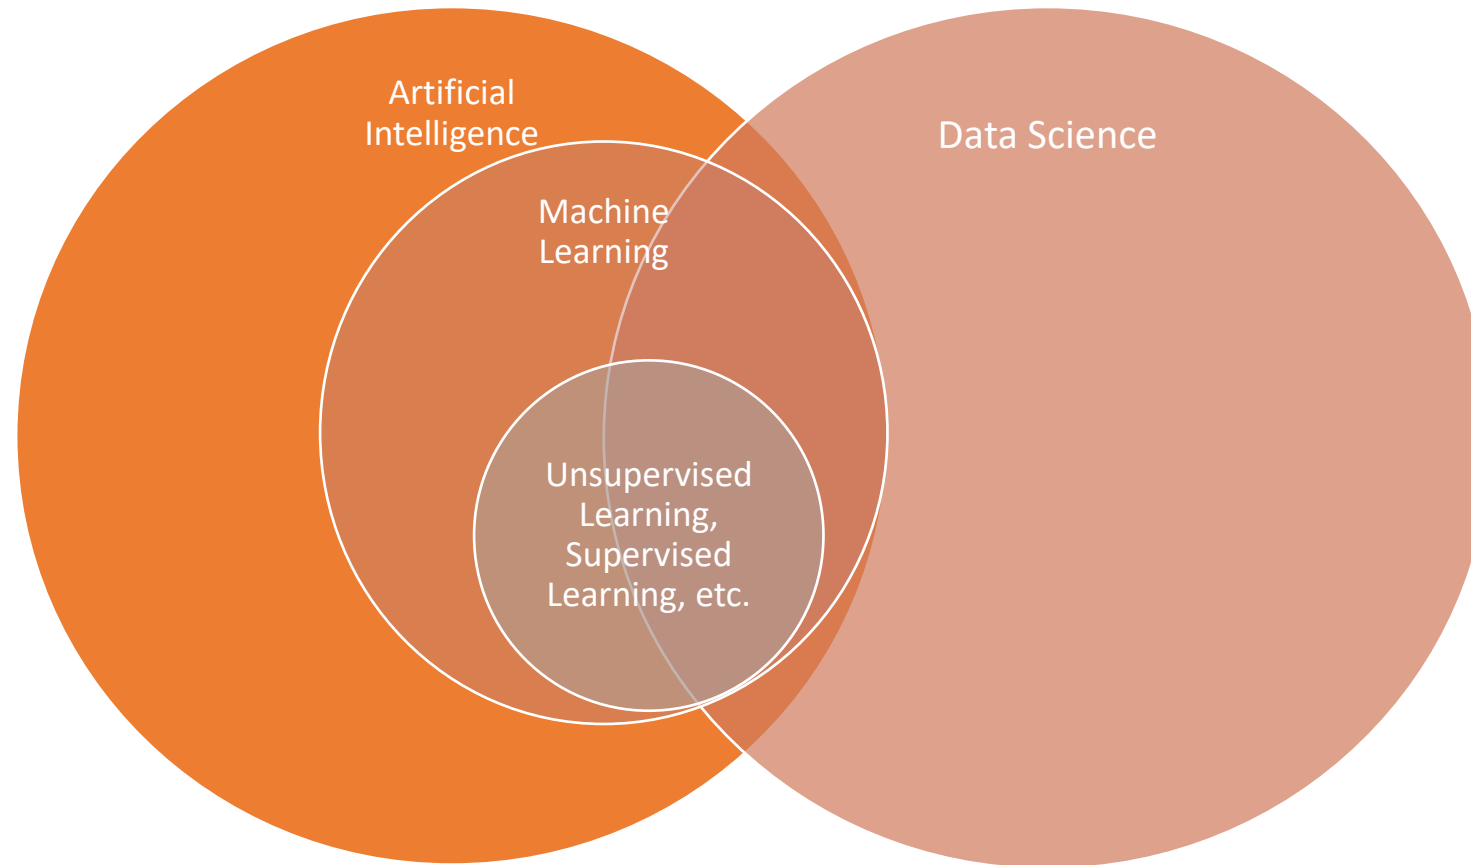 Artificial
Intelligence
Data Science
Machine
Learning
Unsupervised
Learning,
Supervised
Learning, etc.